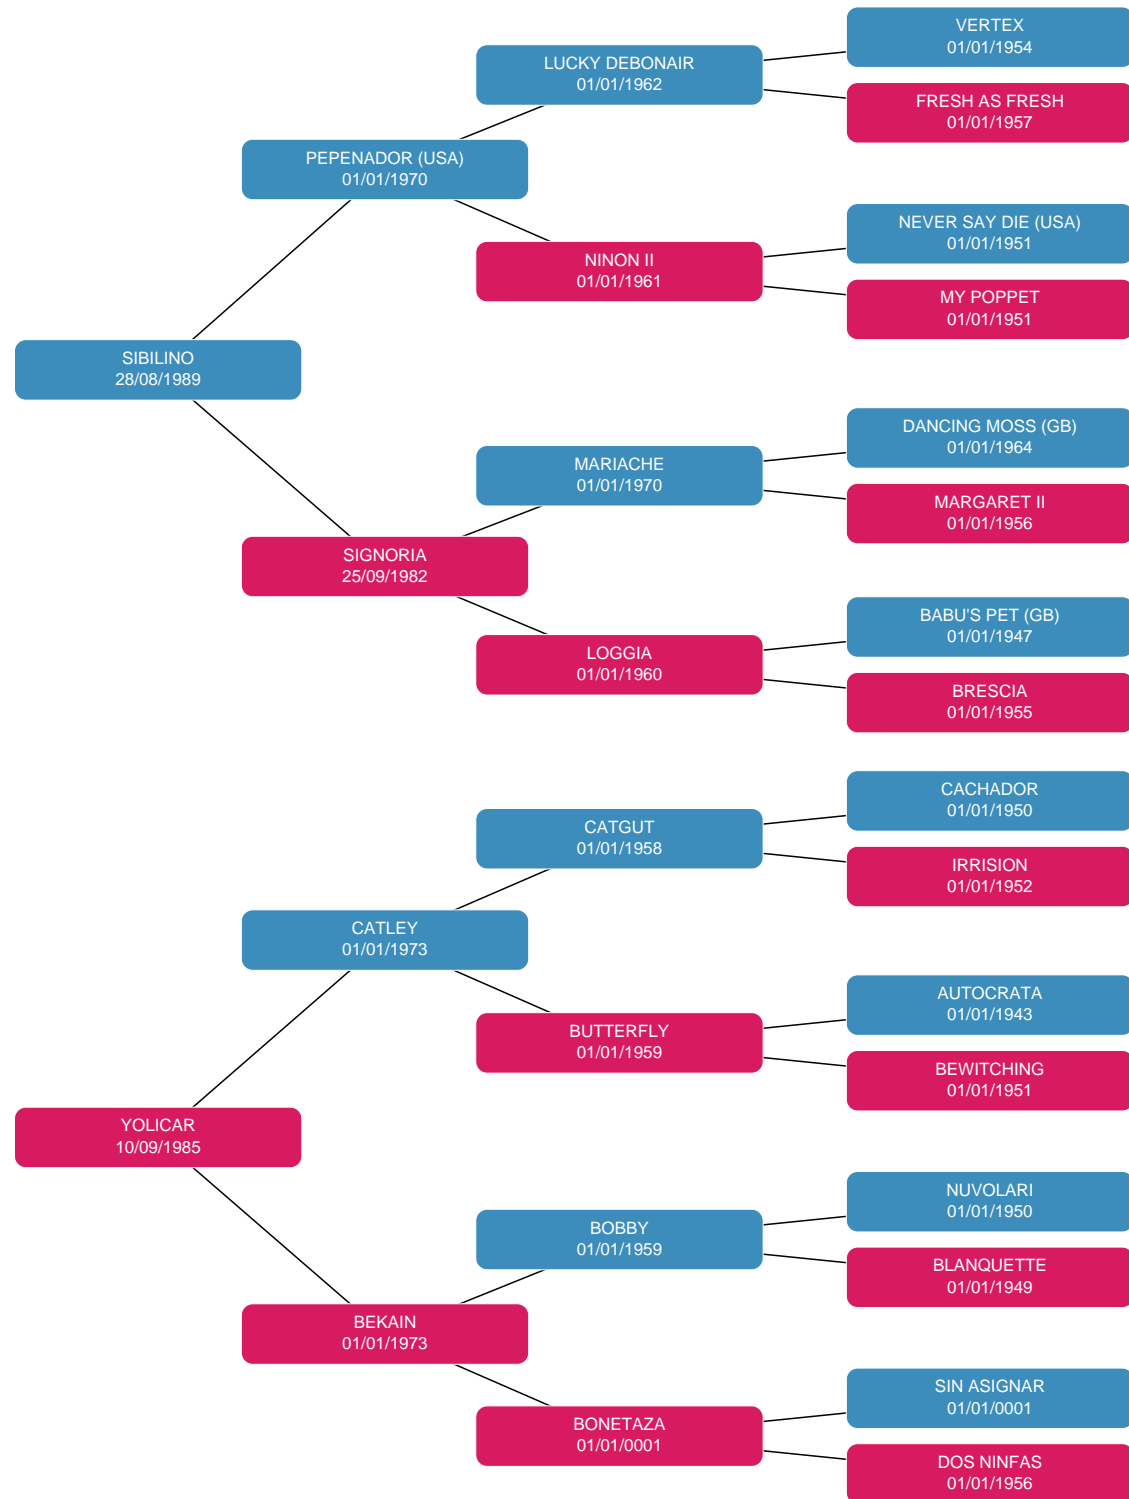 VERTEX
01/01/1954
LUCKY DEBONAIR
01/01/1962
FRESH AS FRESH
01/01/1957
PEPENADOR (USA)
01/01/1970
NEVER SAY DIE (USA)
01/01/1951
NINON II
01/01/1961
MY POPPET
01/01/1951
SIBILINO
28/08/1989
DANCING MOSS (GB)
01/01/1964
MARIACHE
01/01/1970
MARGARET II
01/01/1956
SIGNORIA
25/09/1982
BABU'S PET (GB)
01/01/1947
LOGGIA
01/01/1960
BRESCIA
01/01/1955
CACHADOR
01/01/1950
CATGUT
01/01/1958
IRRISION
01/01/1952
CATLEY
01/01/1973
AUTOCRATA
01/01/1943
BUTTERFLY
01/01/1959
BEWITCHING
01/01/1951
YOLICAR
10/09/1985
NUVOLARI
01/01/1950
BOBBY
01/01/1959
BLANQUETTE
01/01/1949
BEKAIN
01/01/1973
SIN ASIGNAR
01/01/0001
BONETAZA
01/01/0001
DOS NINFAS
01/01/1956